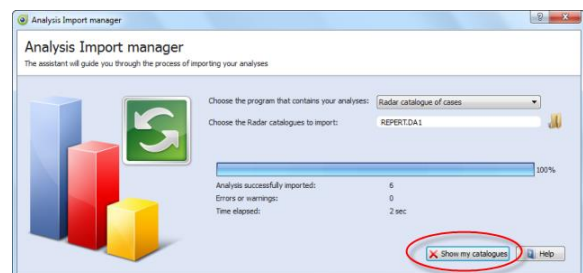 Analysis Import manager
Analysis Import manager
The assistant will guide you through the process of importing your analyses
Choose the program that contains your analyses: Radar catalogue of cases
Choose the Radar catalogues to import: REPERT.DA1
100%
Analysis successfully imported: 6
Errors or warnings: 0
Time elapsed: 2 sec
Show my catalogues Help